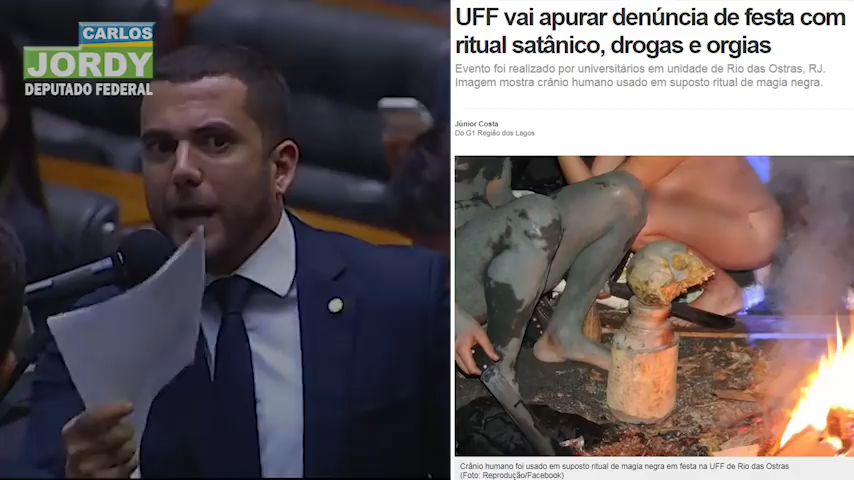 CARLOS
JORDY
DEPUTADO FEDERAL
UFF vai apurar denúncia de festa com
ritual satânico, drogas e orgias
Evento foi realizado por universitários em unidade de Rio das Ostras, RJ.
Imagem mostra crânio humano usado em suposto ritual de magia negra.
Júnior Costa
Do G1 Região dos Lagos
Crânio humano foi usado em suposto ritual de magia negra em festa na UFF de Rio das Ostras
(Foto: Reprodução/Facebook)